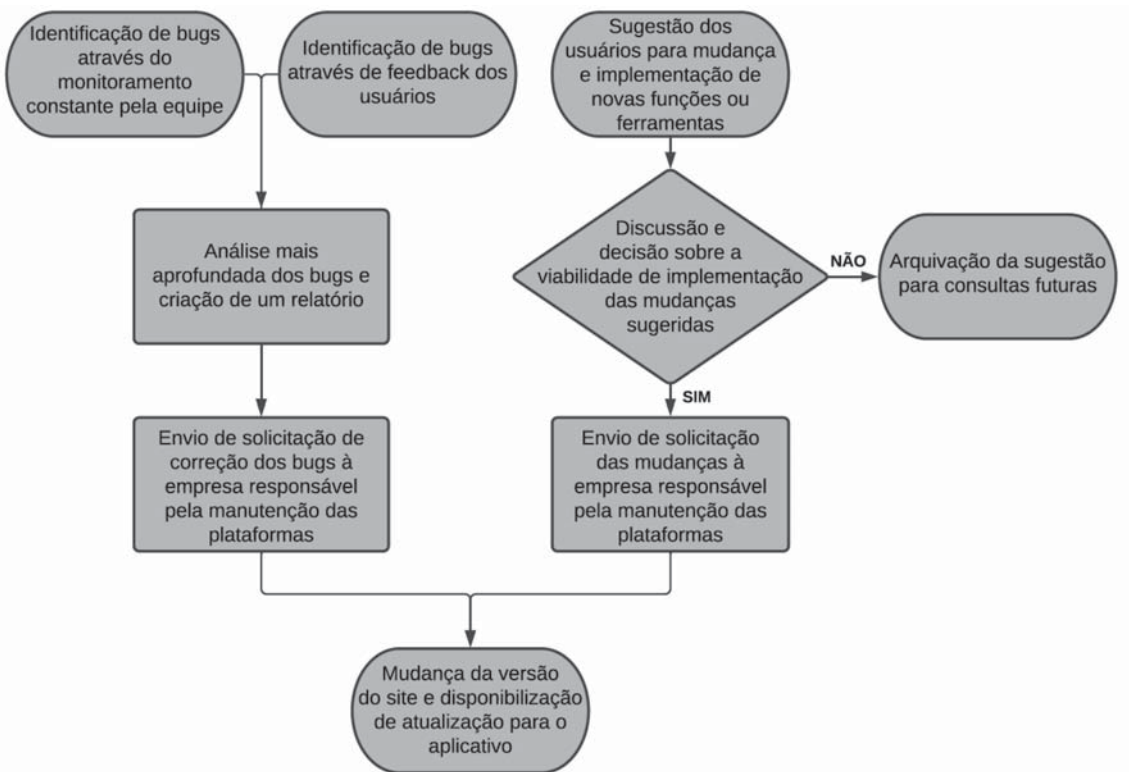 Identificação de bugs
através do
monitoramento
constante pela equipe
Identificação de bugs
através de feedback dos
usuários
Sugestão dos
usuários para mudança
e implementação de
novas funções ou
ferramentas
Análise mais
aprofundada dos bugs e
criação de um relatório
Discussão e
decisão sobre a
viabilidade de implementação
das mudanças
sugeridas
NÃO
Arquivação da sugestão
para consultas futuras
SIM
Envio de solicitação de
correção dos bugs à
empresa responsável
pela manutenção das
plataformas
Envio de solicitação
das mudanças à
empresa responsável
pela manutenção das
plataformas
Mudança da versão
do site e disponibilização
de atualização para o
aplicativo